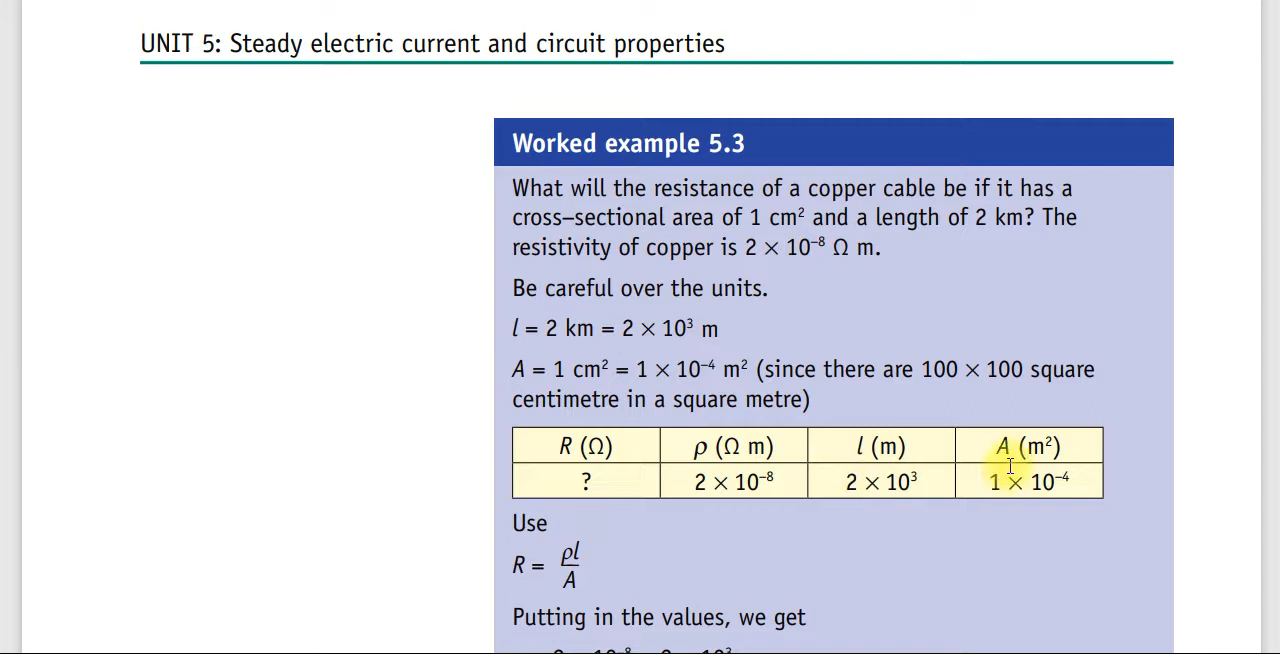 UNIT 5: Steady electric current and circuit properties
Worked example 5.3
What will the resistance of a copper cable be if it has a
cross–sectional area of 1 cm² and a length of 2 km? The
resistivity of copper is 2 × 10⁻⁸ Ω m.
Be careful over the units.
l = 2 km = 2 × 10³ m
A = 1 cm² = 1 × 10⁻⁴ m² (since there are 100 × 100 square
centimetre in a square metre)
R (Ω) ρ (Ω m) l (m) A (m²)
? 2 × 10⁻⁸ 2 × 10³ 1 × 10⁻⁴
Use
R = ρl / A
Putting in the values, we get